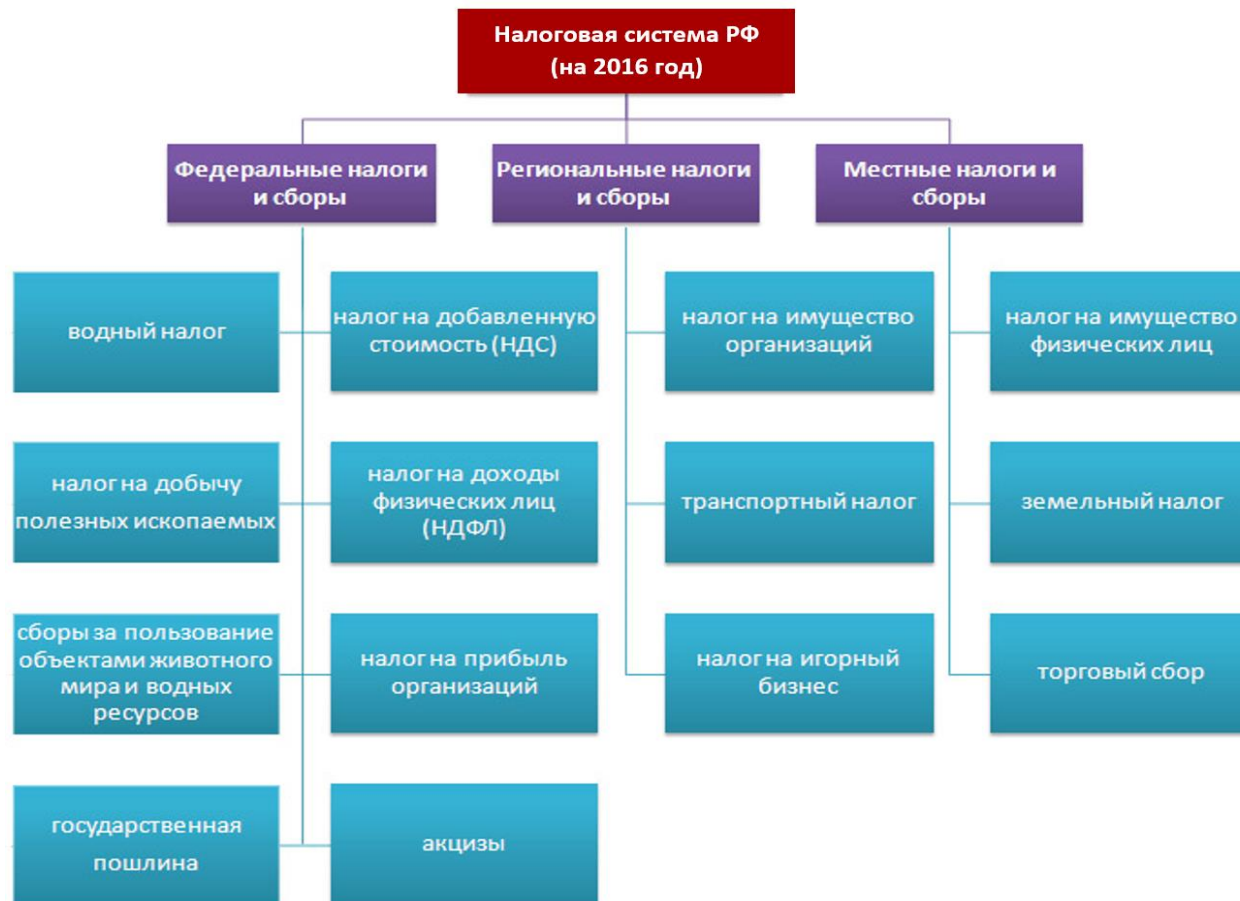 Налоговая система РФ
(на 2016 год)
Федеральные налоги
и сборы
Региональные налоги
и сборы
Местные налоги и
сборы
водный налог
налог на добавленную
стоимость (НДС)
налог на имущество
организаций
налог на имущество
физических лиц
налог на добычу
полезных ископаемых
налог на доходы
физических лиц
(НДФЛ)
транспортный налог
земельный налог
сборы за пользование
объектами животного
мира и водных
ресурсов
налог на прибыль
организаций
налог на игорный
бизнес
торговый сбор
государственная
пошлина
акцизы